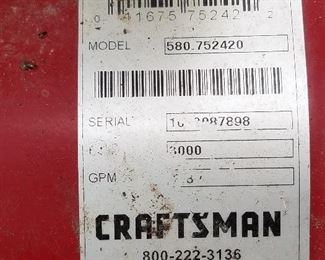 0 41675 75242 2
MODEL 580.752420
SERIAL
3000
GPM
CRAFTSMAN
800-222-3136